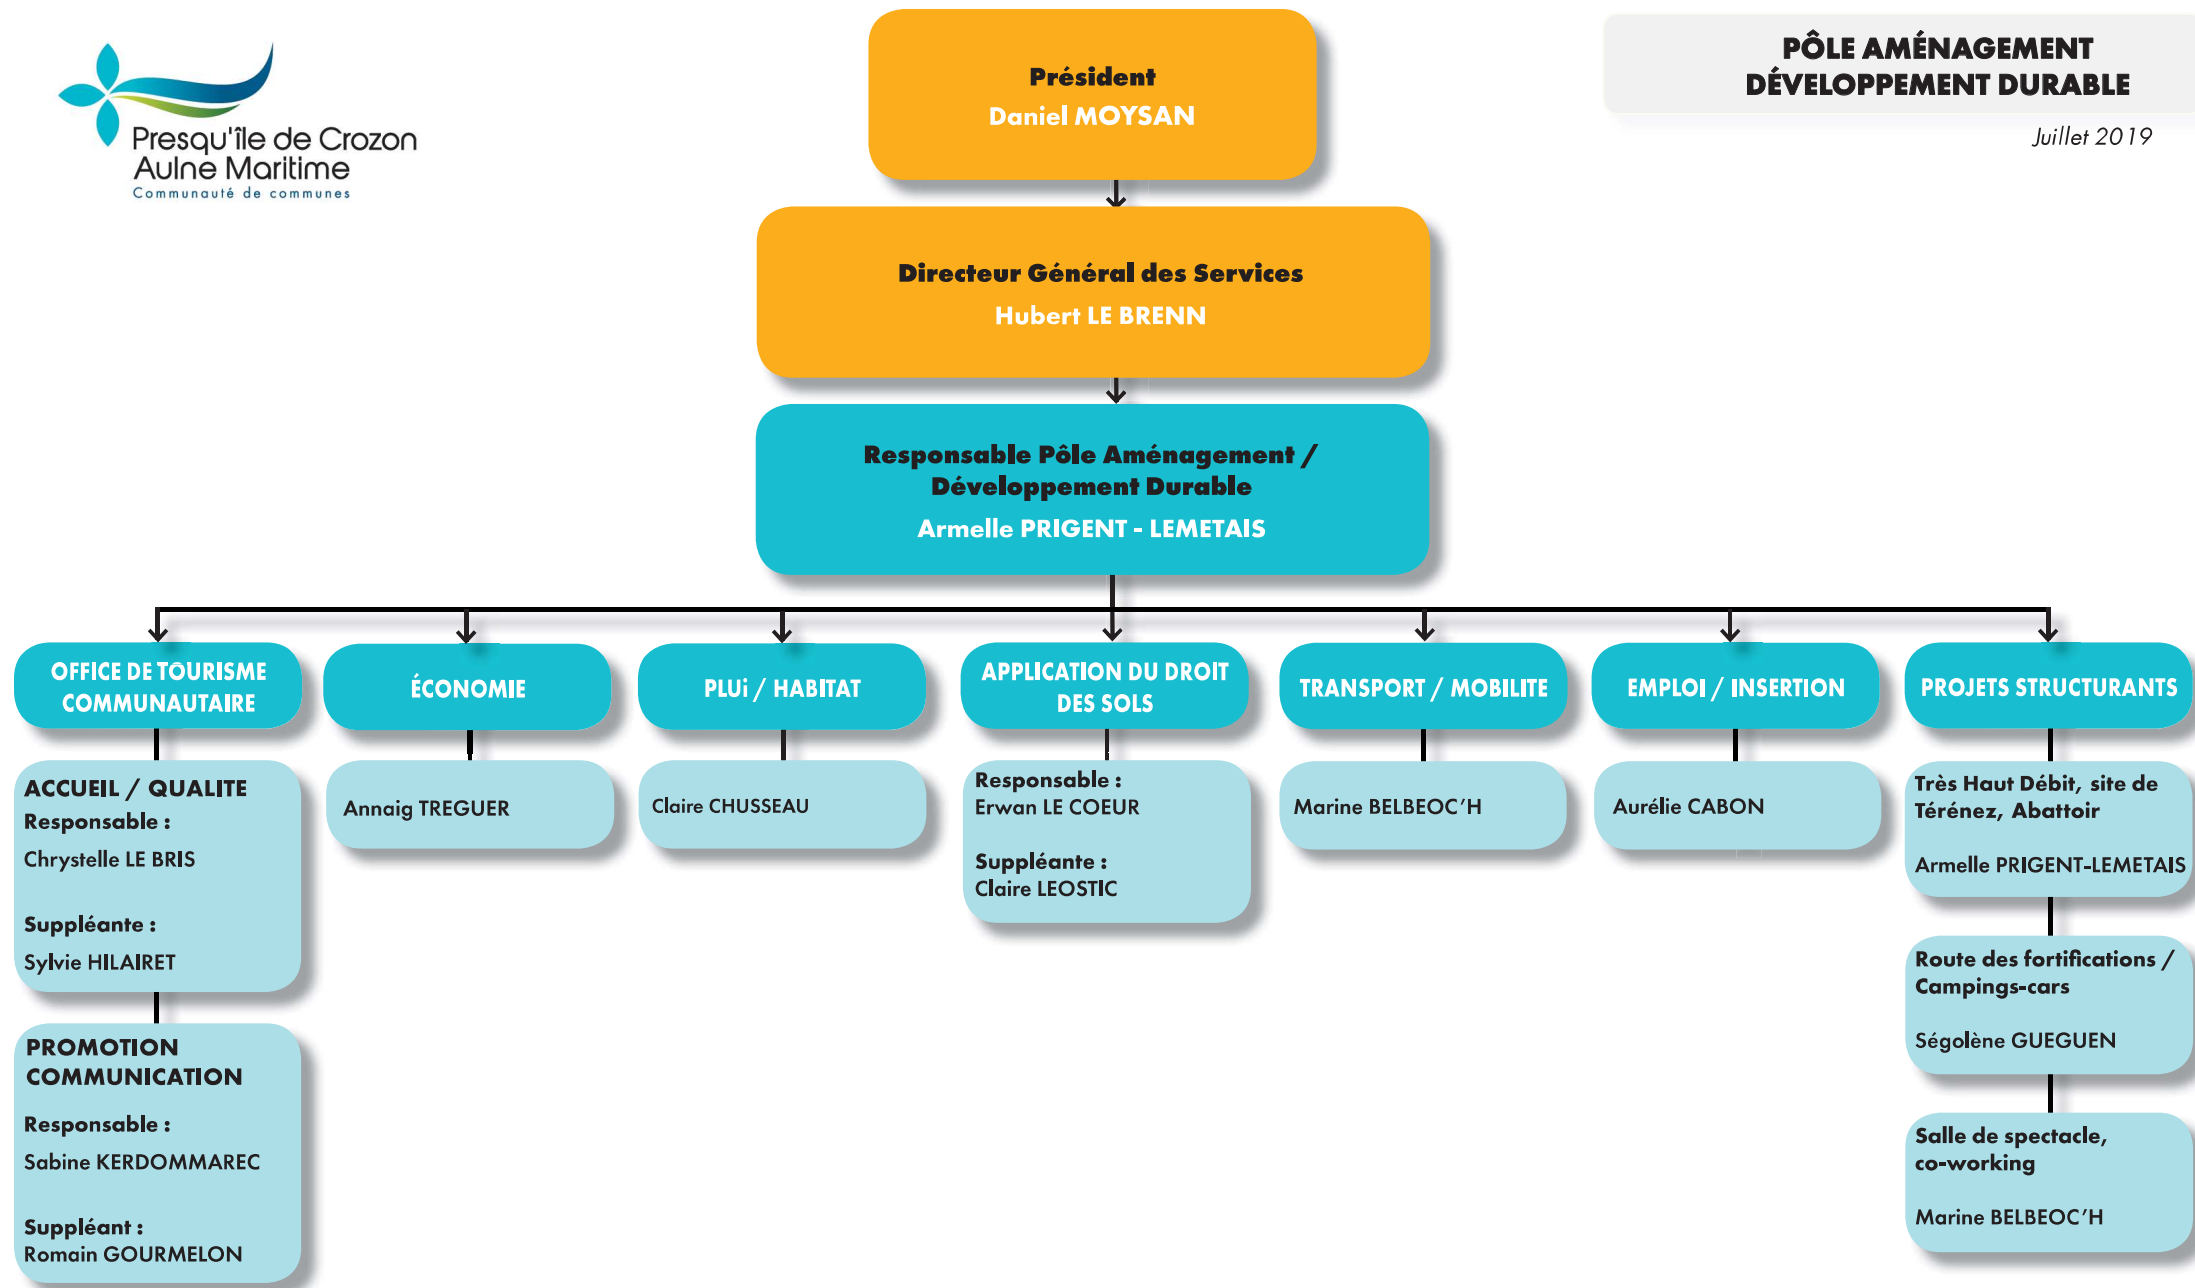 Presqu'île de Crozon
Aulne Maritime
Communauté de communes
PÔLE AMÉNAGEMENT
DÉVELOPPEMENT DURABLE
Juillet 2019
Président
Daniel MOYSAN
Directeur Général des Services
Hubert LE BRENN
Responsable Pôle Aménagement /
Développement Durable
Armelle PRIGENT - LEMETAIS
OFFICE DE TOURISME
COMMUNAUTAIRE
ACCUEIL / QUALITE
Responsable :
Chrystelle LE BRIS
Suppléante :
Sylvie HILAIRET
PROMOTION
COMMUNICATION
Responsable :
Sabine KERDOMMAREC
Suppléant :
Romain GOURMELON
ÉCONOMIE
Annaig TREGUER
PLUi / HABITAT
Claire CHUSSEAU
APPLICATION DU DROIT
DES SOLS
Responsable :
Erwan LE COEUR
Suppléante :
Claire LEOSTIC
TRANSPORT / MOBILITE
Marine BELBEOC'H
EMPLOI / INSERTION
Aurélie CABON
PROJETS STRUCTURANTS
Très Haut Débit, site de
Térénez, Abattoir
Armelle PRIGENT-LEMETAIS
Route des fortifications /
Campings-cars
Ségolène GUEGUEN
Salle de spectacle,
co-working
Marine BELBEOC'H